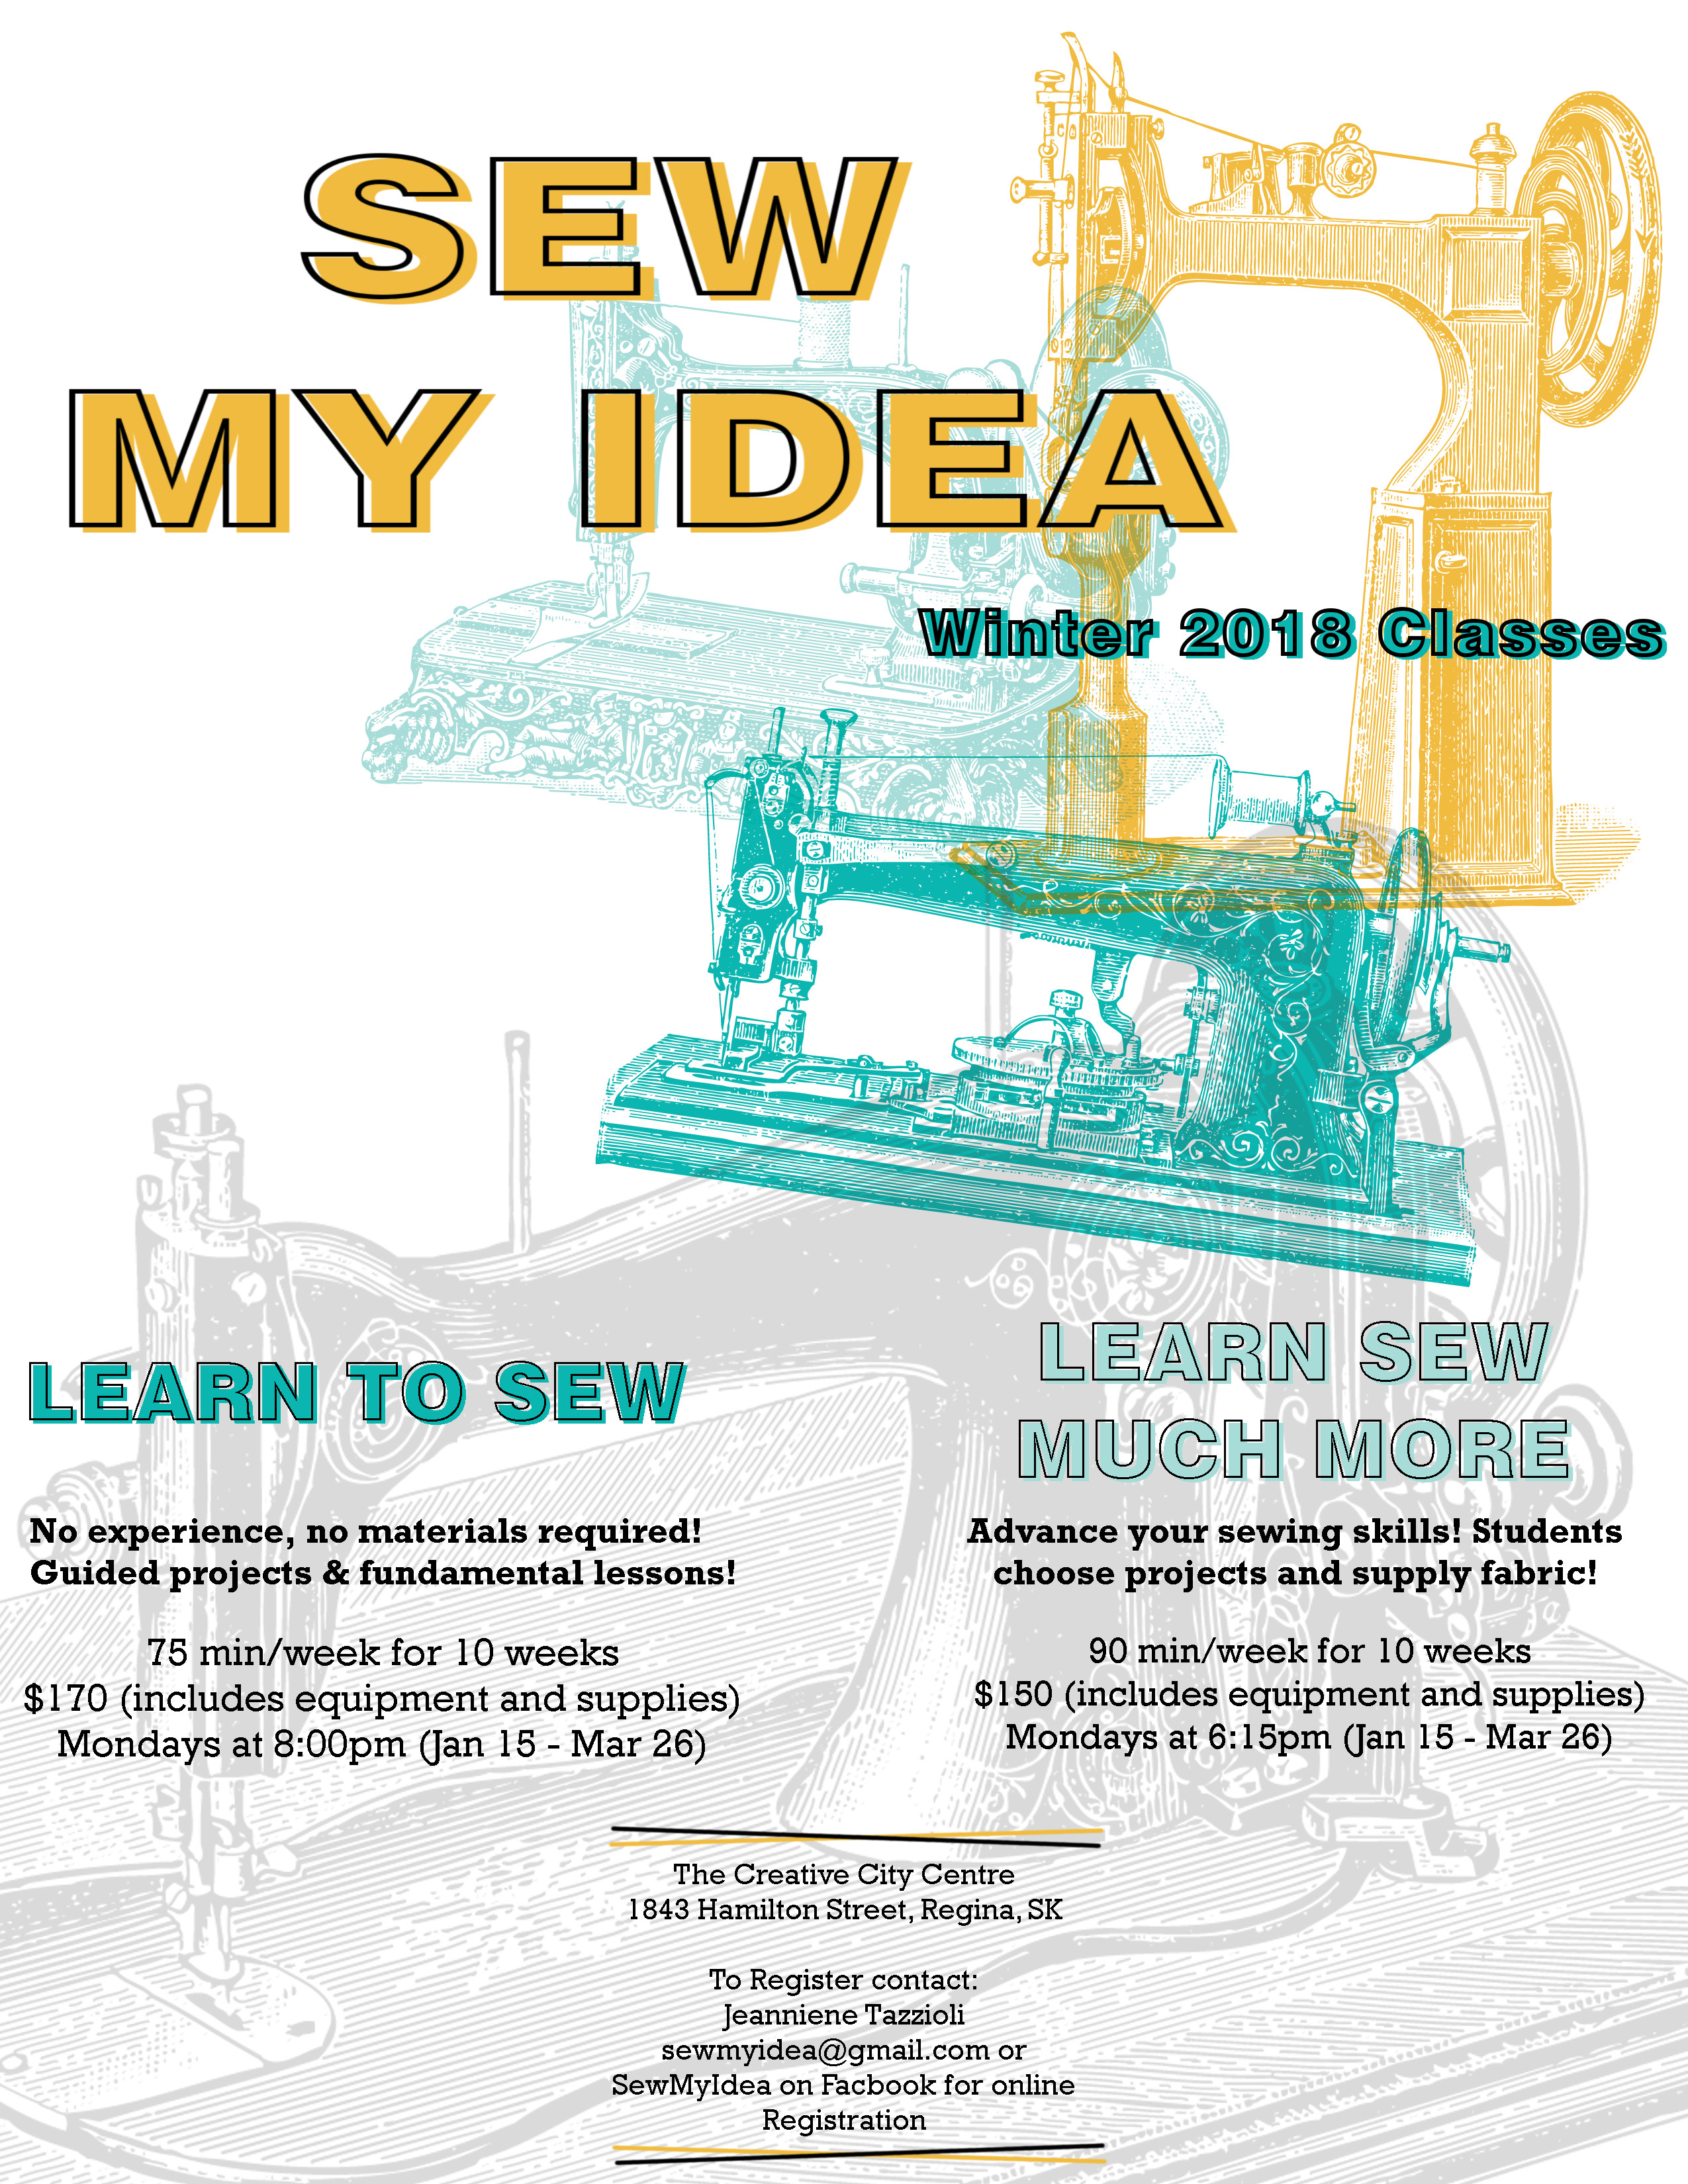 SEW
MY IDEA
Winter 2018 Classes
LEARN TO SEW
No experience, no materials required!
Guided projects & fundamental lessons!
75 min/week for 10 weeks
$170 (includes equipment and supplies)
Mondays at 8:00pm (Jan 15 - Mar 26)
LEARN SEW
MUCH MORE
Advance your sewing skills! Students
choose projects and supply fabric!
90 min/week for 10 weeks
$150 (includes equipment and supplies)
Mondays at 6:15pm (Jan 15 - Mar 26)
The Creative City Centre
1843 Hamilton Street, Regina, SK
To Register contact:
Jeanniene Tazzioli
sewmyidea@gmail.com or
SewMyIdea on Facbook for online
Registration